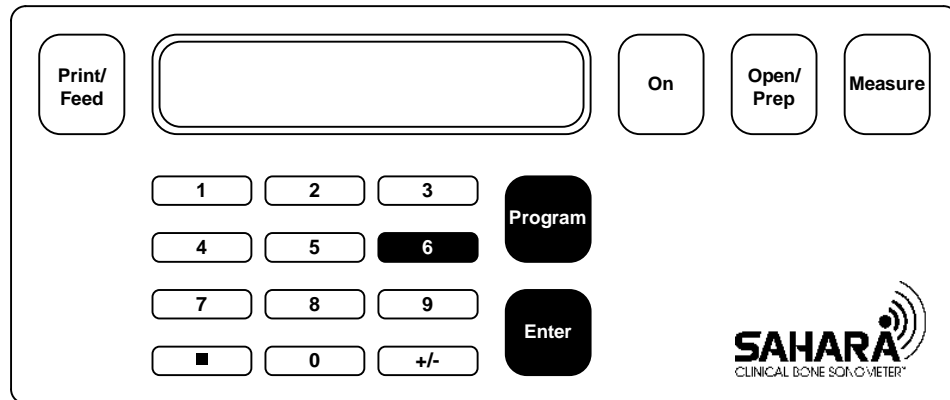 Print/
Feed
On
Open/
Prep
Measure
1 2 3
Program
4 5 6
7 8 9
Enter
■ 0 +/-
SAHARA
CLINICAL BONE SONOMETER™